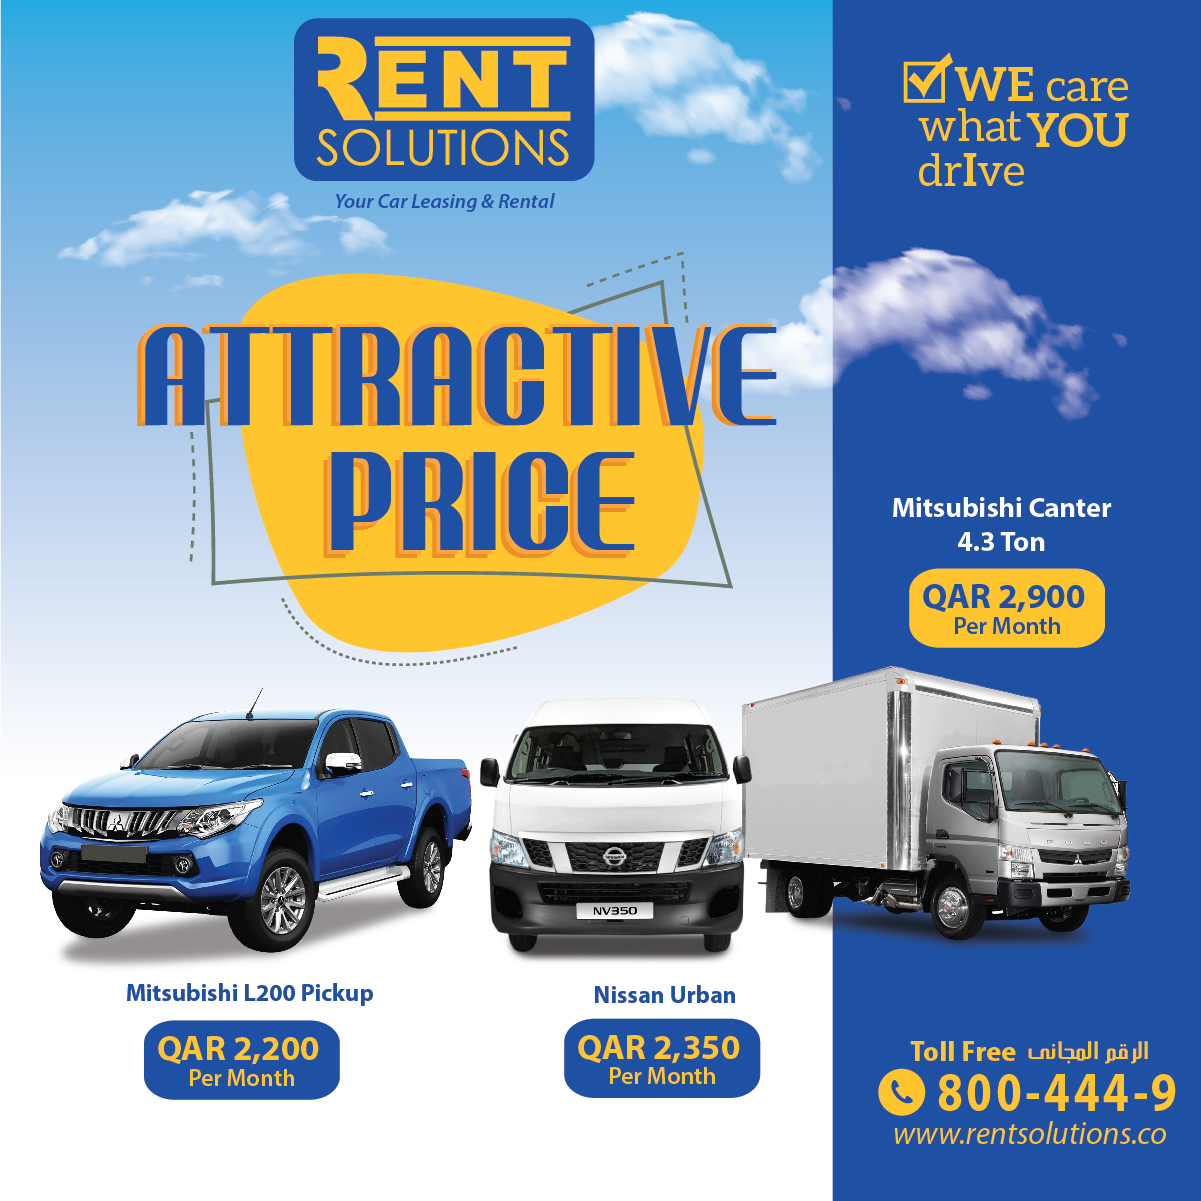 RENT
SOLUTIONS
Your Car Leasing & Rental
WE care
what YOU
drIve
ATTRACTIVE
PRICE
Mitsubishi Canter
4.3 Ton
QAR 2,900
Per Month
NISSAN
NV350
Mitsubishi L200 Pickup
QAR 2,200
Per Month
Nissan Urban
QAR 2,350
Per Month
Toll Free الرقم المجاني
800-444-9
www.rentsolutions.co